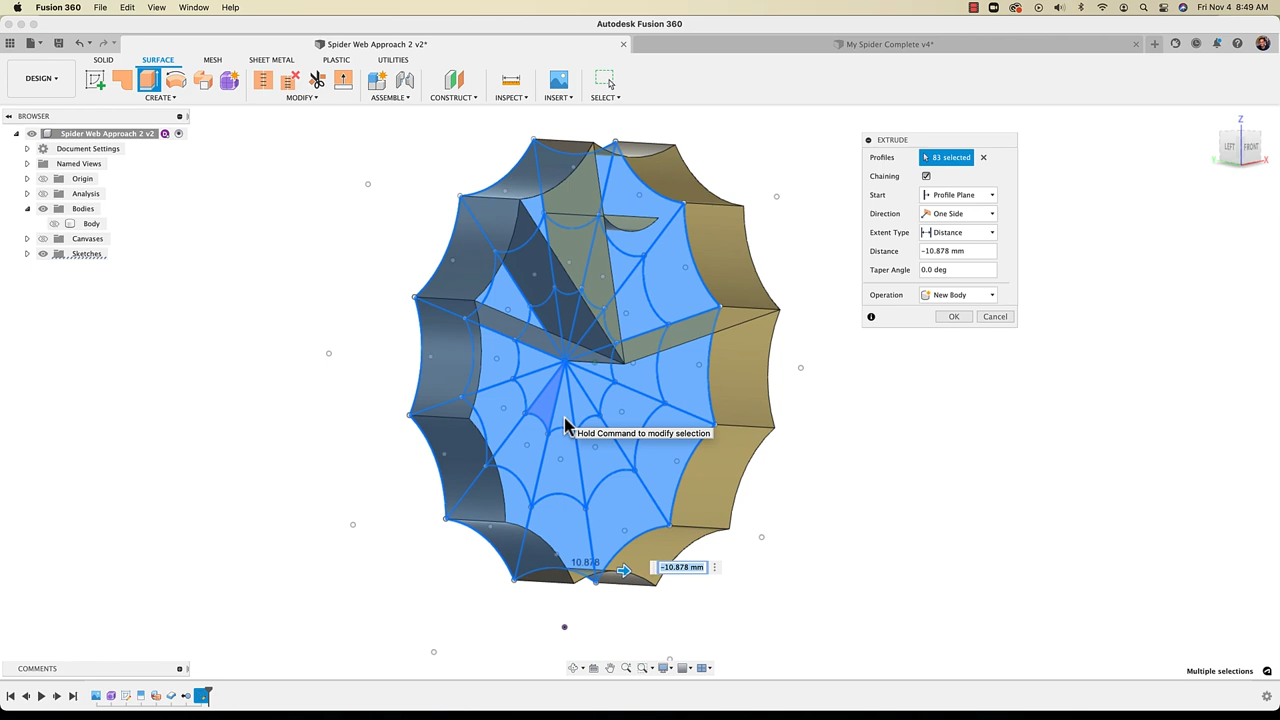 Fusion 360 File Edit View Window Help Fri Nov 4 8:49 AM
Autodesk Fusion 360
Spider Web Approach 2 v2* My Spider Complete v4*
SOLID SURFACE MESH SHEET METAL PLASTIC UTILITIES
DESIGN
CREATE MODIFY ASSEMBLE CONSTRUCT INSPECT INSERT SELECT
BROWSER
Spider Web Approach 2 v2
Document Settings
Named Views
Origin
Analysis
Bodies
Body
Canvases
Sketches
EXTRUDE
Profiles 83 selected
Chaining
Start Profile Plane
Direction One Side
Extent Type Distance
Distance -10.878 mm
Taper Angle 0.0 deg
Operation New Body
OK Cancel
Z
LEFT FRONT
Y X
Hold Command to modify selection
10.878
-10.878 mm
COMMENTS
Multiple selections